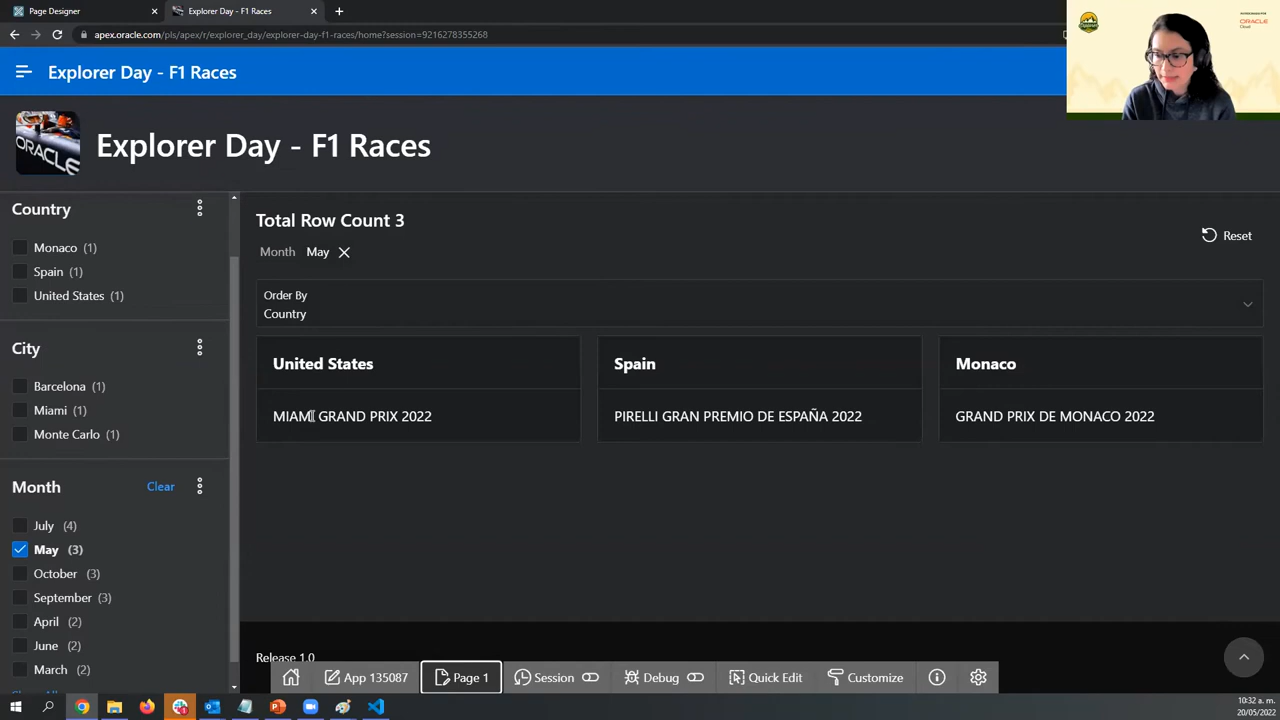 Page Designer
Explorer Day - F1 Races
apex.oracle.com/pls/apex/r/explorer_day/explorer-day-f1-races/home?session=9216278355268
Explorer Day - F1 Races
ORACLE
Explorer Day - F1 Races
Country
Monaco (1)
Spain (1)
United States (1)
City
Barcelona (1)
Miami (1)
Monte Carlo (1)
Month
Clear
July (4)
May (3)
October (3)
September (3)
April (2)
June (2)
March (2)
Total Row Count 3
Reset
Month May
Order By
Country
United States
MIAMI GRAND PRIX 2022
Spain
PIRELLI GRAN PREMIO DE ESPAÑA 2022
Monaco
GRAND PRIX DE MONACO 2022
Release 1.0
App 135087
Page 1
Session
Debug
Quick Edit
Customize
ORACLE
Cloud
10:32 a. m.
20/05/2022